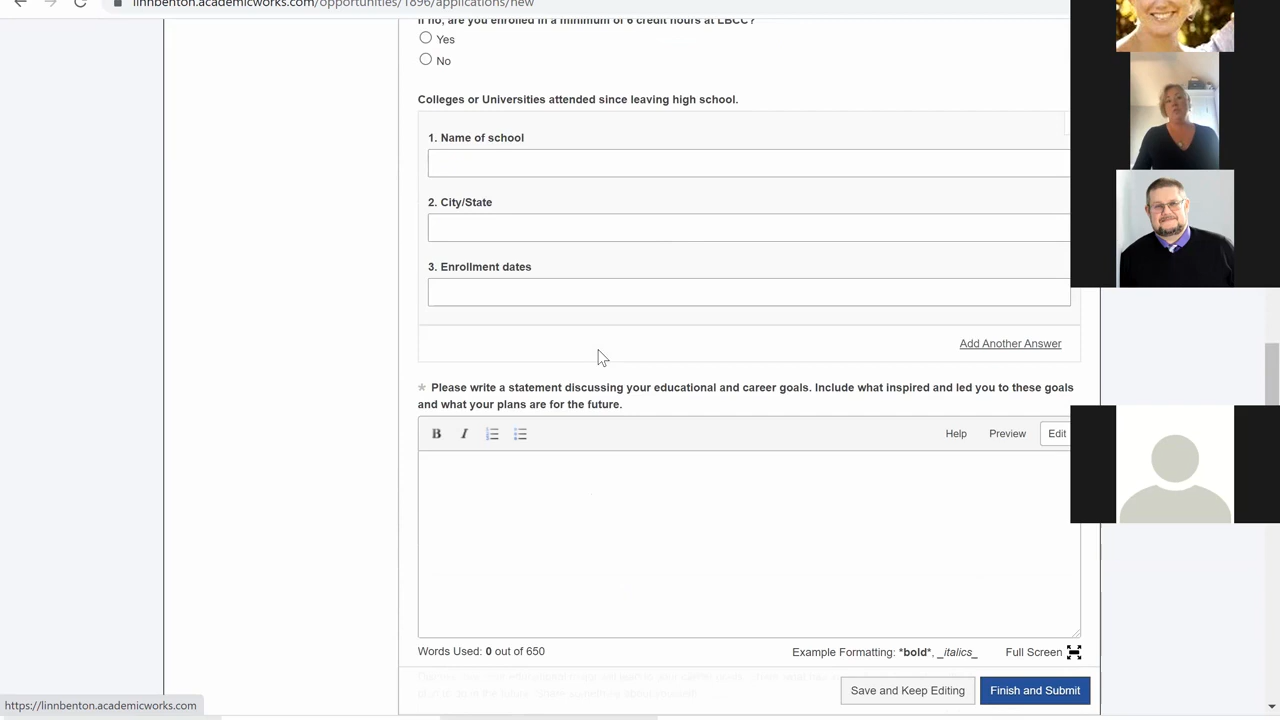 linnbenton.academicworks.com/opportunities/1896/applications/new
If no, are you enrolled in a minimum of 6 credit hours at LBCC?
Yes
No
Colleges or Universities attended since leaving high school.
1. Name of school
2. City/State
3. Enrollment dates
Add Another Answer
* Please write a statement discussing your educational and career goals. Include what inspired and led you to these goals
and what your plans are for the future.
B I Help Preview Edit
Words Used: 0 out of 650 Example Formatting: *bold*, _italics_ Full Screen
Save and Keep Editing Finish and Submit
https://linnbenton.academicworks.com